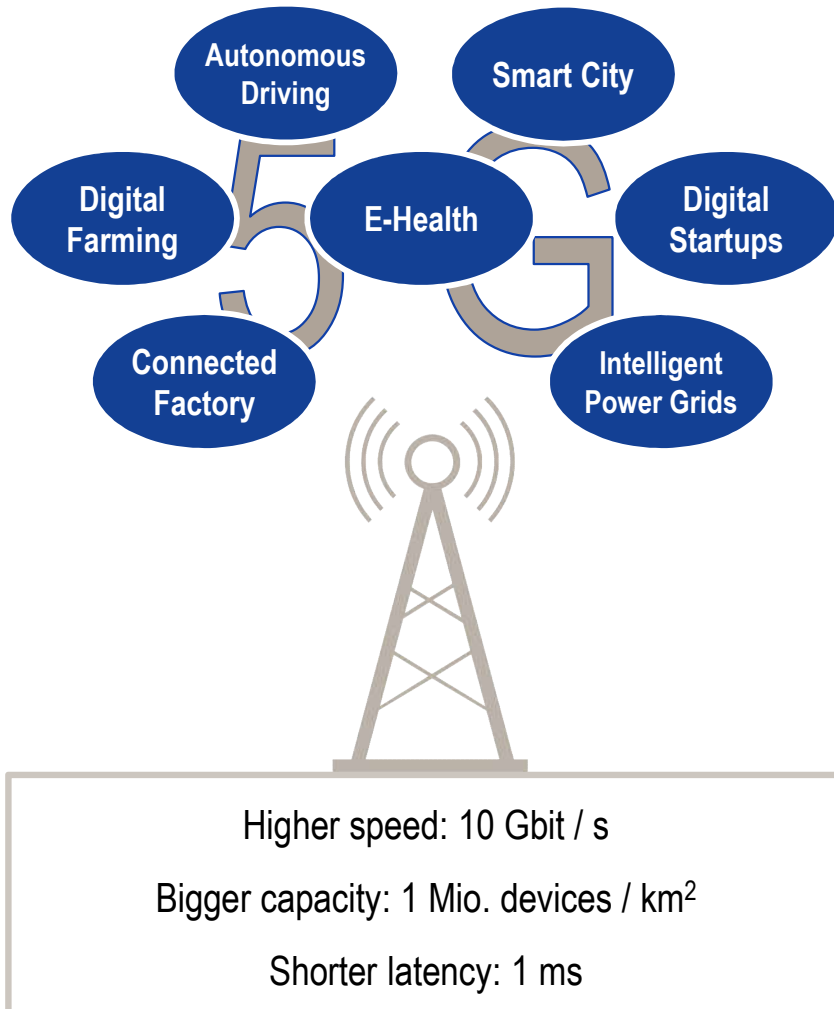 Autonomous
Driving
Smart City
5G
Digital
Farming
E-Health
Digital
Startups
Connected
Factory
Intelligent
Power Grids
Higher speed: 10 Gbit / s
Bigger capacity: 1 Mio. devices / km²
Shorter latency: 1 ms